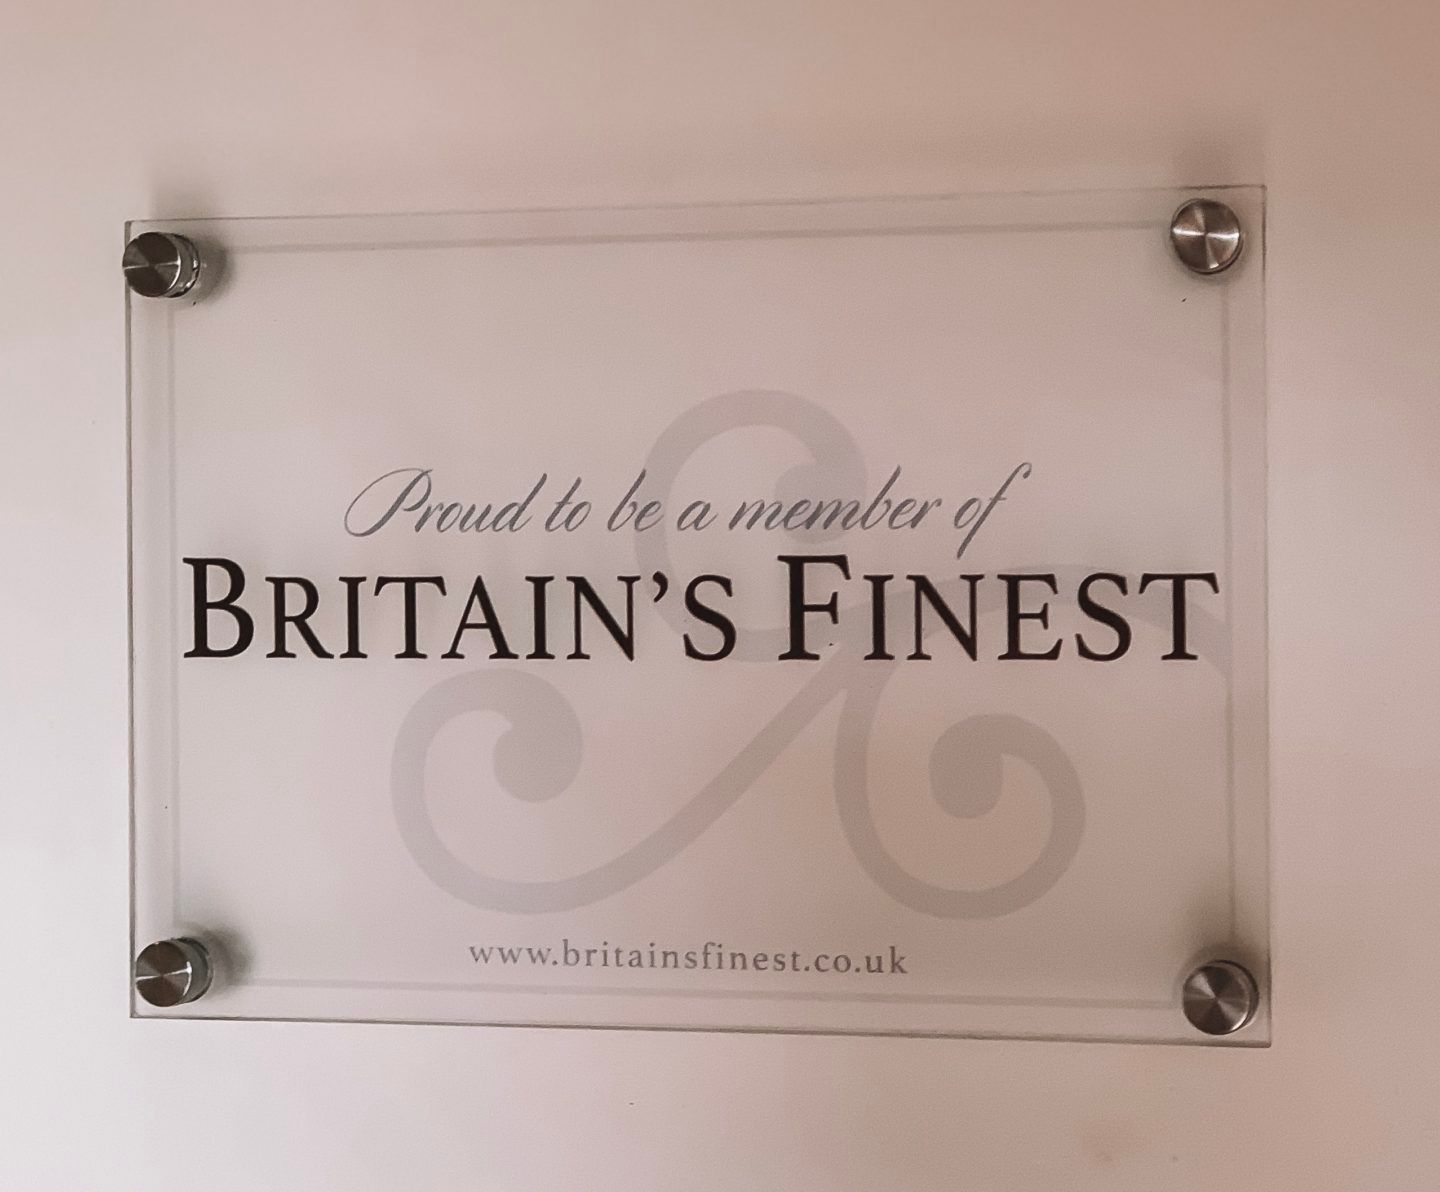 Proud to be a member of
BRITAIN'S FINEST
www.britainsfinest.co.uk